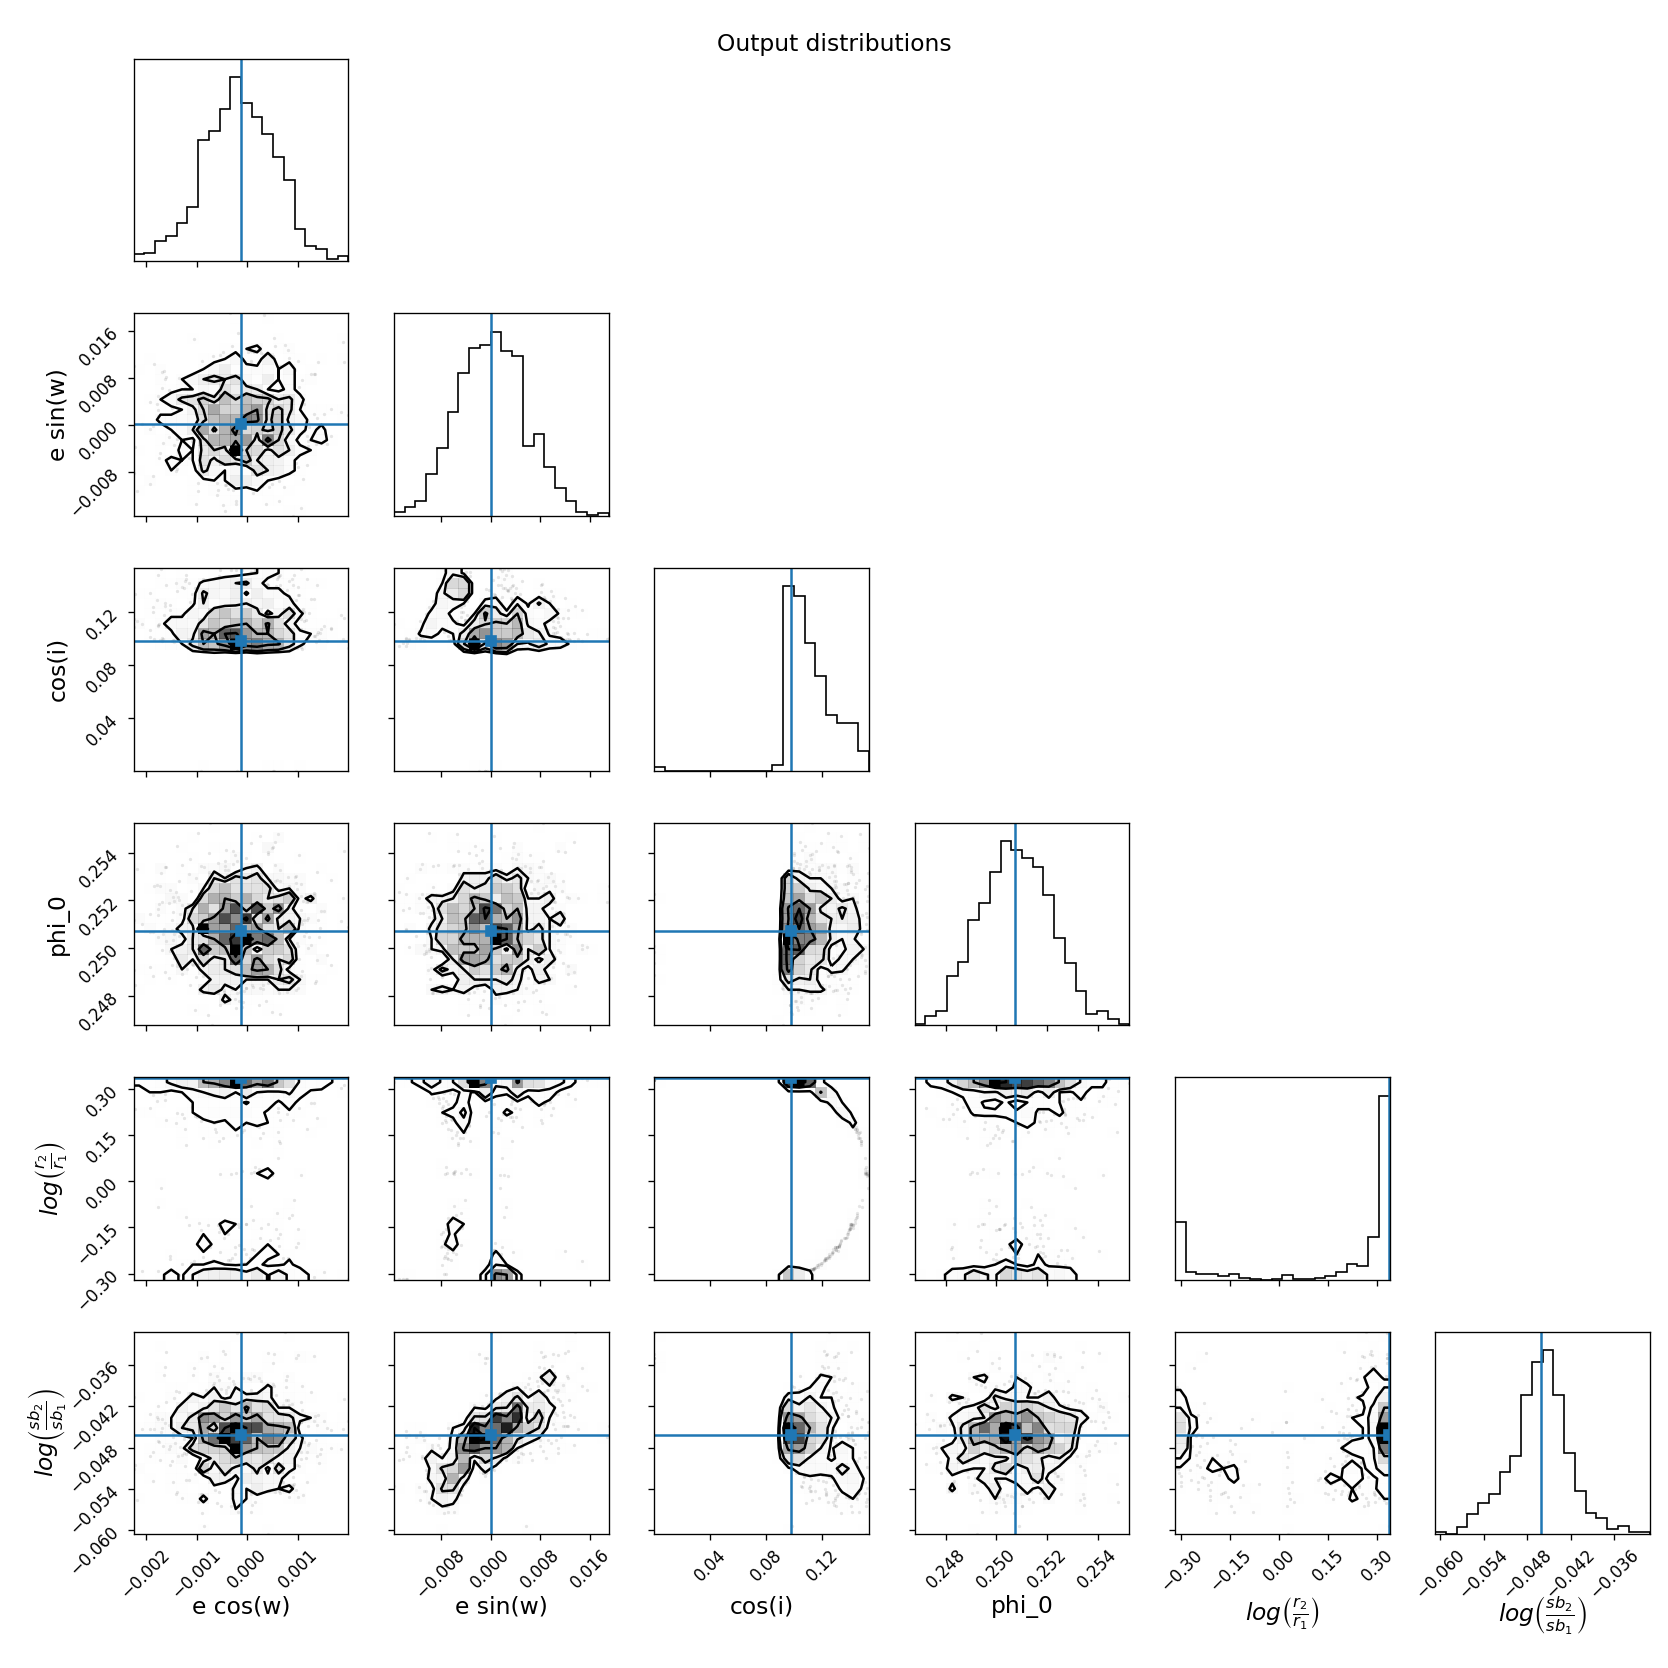 Output distributions
0.016
0.008
0.000
−0.008
e sin(w)
0.12
0.08
0.04
cos(i)
0.254
0.252
0.250
0.248
phi_0
0.30
0.15
0.00
−0.15
−0.30
log(r₂/r₁)
−0.036
−0.042
−0.048
−0.054
−0.060
log(sb₂/sb₁)
−0.002 −0.001 0.000 0.001
−0.008 0.000 0.008 0.016
0.04 0.08 0.12
0.248 0.250 0.252 0.254
−0.30 −0.15 0.00 0.15 0.30
−0.060 −0.054 −0.048 −0.042 −0.036
e cos(w) e sin(w) cos(i) phi_0 log(r₂/r₁) log(sb₂/sb₁)